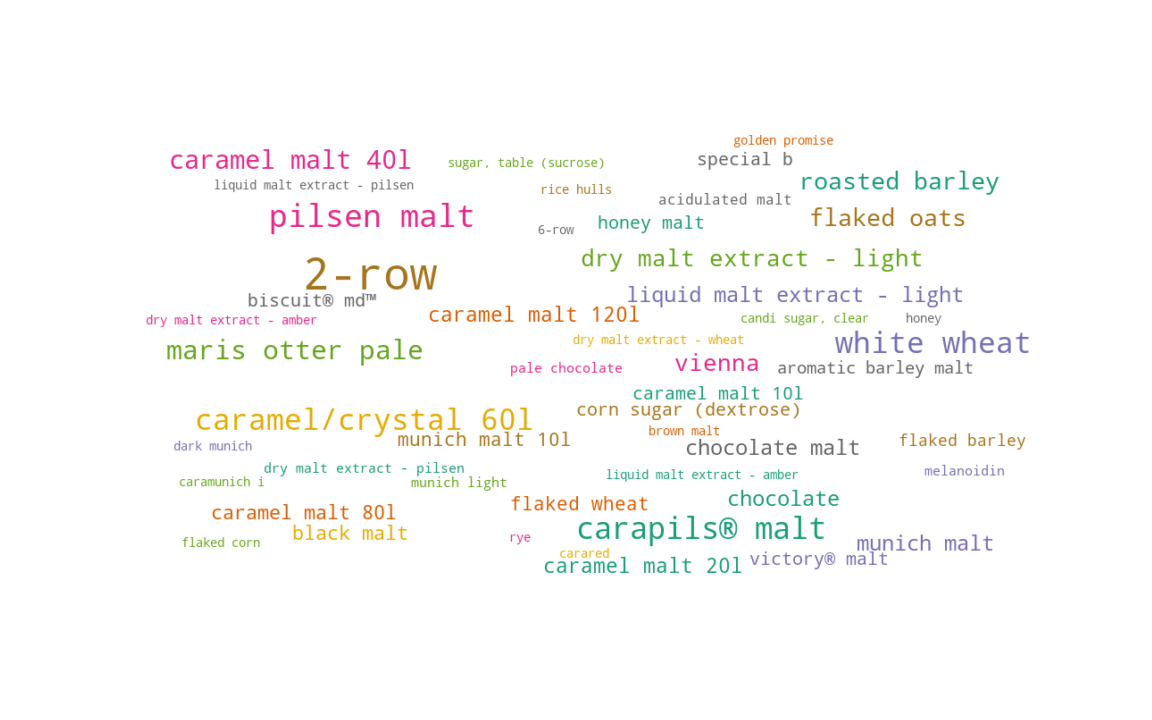 golden promise
caramel malt 40l
sugar, table (sucrose)
special b
liquid malt extract - pilsen
rice hulls
roasted barley
acidulated malt
pilsen malt
6-row
honey malt
flaked oats
dry malt extract - light
2-row
biscuit® md™
liquid malt extract - light
dry malt extract - amber
caramel malt 120l
candi sugar, clear
honey
maris otter pale
dry malt extract - wheat
white wheat
pale chocolate
vienna
aromatic barley malt
caramel malt 10l
corn sugar (dextrose)
caramel/crystal 60l
brown malt
dark munich
munich malt 10l
chocolate malt
flaked barley
dry malt extract - pilsen
caramunich i
munich light
liquid malt extract - amber
melanoidin
caramel malt 80l
flaked wheat
chocolate
black malt
carapils® malt
flaked corn
rye
munich malt
carared
caramel malt 20l
victory® malt